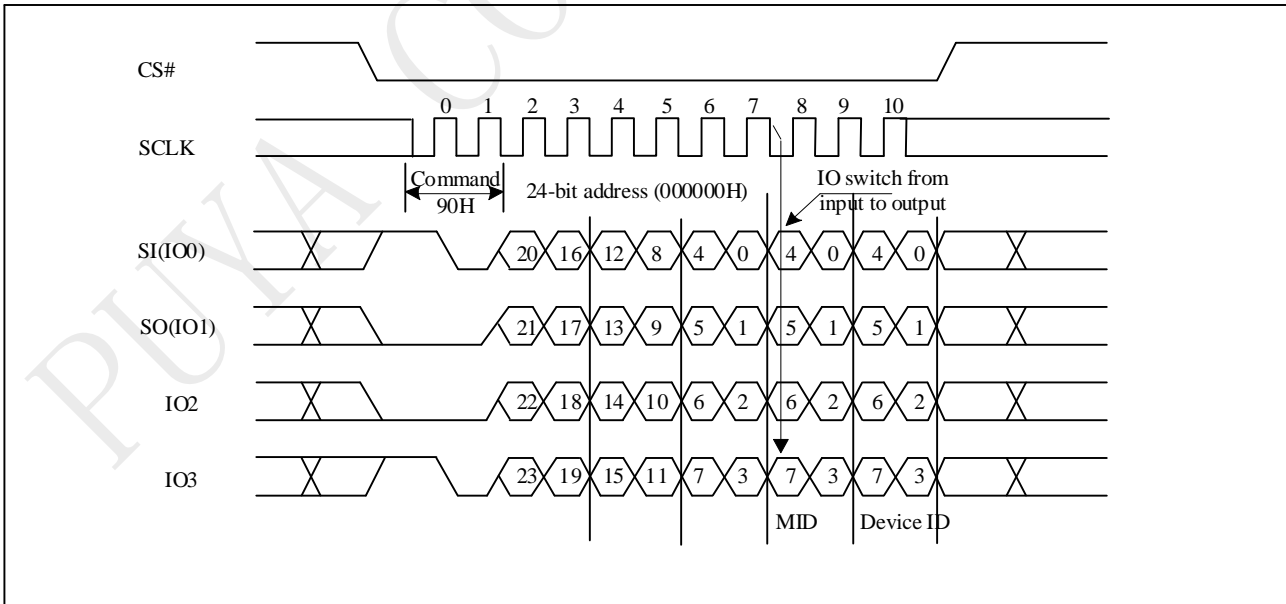 PUYA CO
CS#
0 1 2 3 4 5 6 7 8 9 10
SCLK
Command
90H
24-bit address (000000H)
IO switch from
input to output
SI(IO0)
20 16 12 8 4 0 4 0 4 0
SO(IO1)
21 17 13 9 5 1 5 1 5 1
IO2
22 18 14 10 6 2 6 2 6 2
IO3
23 19 15 11 7 3 7 3 7 3
MID
Device ID